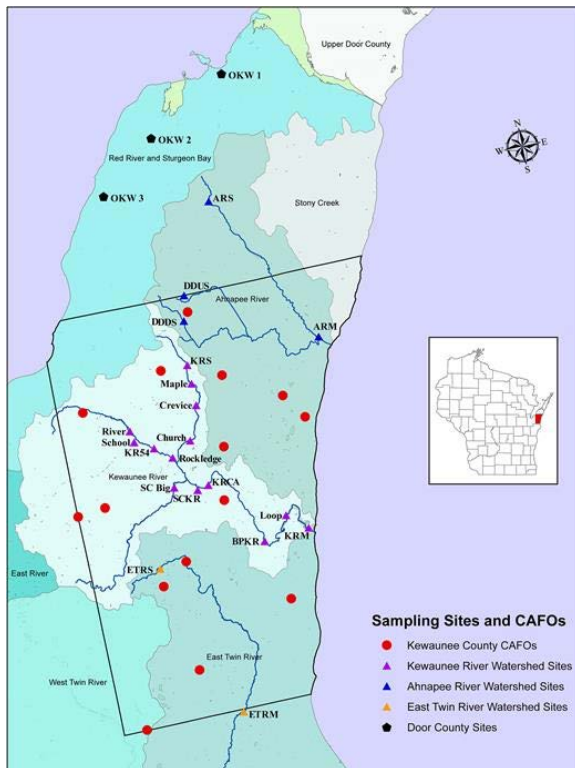 Upper Door County
OKW 1
N
W
E
S
OKW 2
Red River and Sturgeon Bay
OKW 3
ARS
Stony Creek
DDUS
Ahnapee River
DDDS
ARM
KRS
Maple
Crevice
River
School
Church
KR54
Rockledge
Kewaunee River
SC Big
KRCA
SCKR
Loop
KRM
BPKR
East River
ETRS
East Twin River
West Twin River
ETRM
Sampling Sites and CAFOs
Kewaunee County CAFOs
Kewaunee River Watershed Sites
Ahnapee River Watershed Sites
East Twin River Watershed Sites
Door County Sites